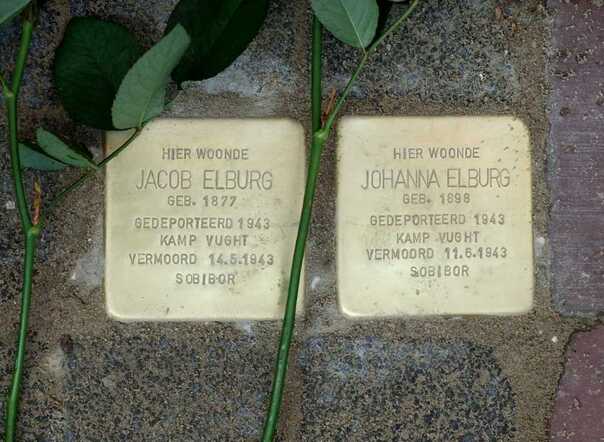 HIER WOONDE
JACOB ELBURG
GEB. 1877
GEDEPORTEERD 1943
KAMP VUGHT
VERMOORD 14.5.1943
SOBIBOR
HIER WOONDE
JOHANNA ELBURG
GEB. 1898
GEDEPORTEERD 1943
KAMP VUGHT
VERMOORD 11.6.1943
SOBIBOR